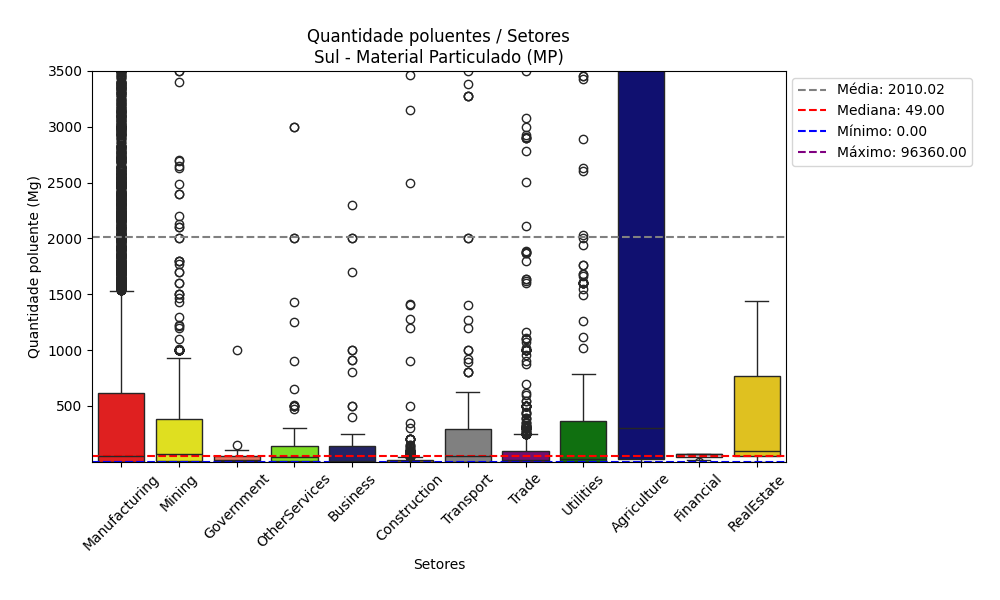 Quantidade poluentes / Setores
Sul - Material Particulado (MP)
Quantidade poluente (Mg)
3500
3000
2500
2000
1500
1000
500
Média: 2010.02
Mediana: 49.00
Mínimo: 0.00
Máximo: 96360.00
Manufacturing
Mining
Government
OtherServices
Business
Construction
Transport
Trade
Utilities
Agriculture
Financial
RealEstate
Setores